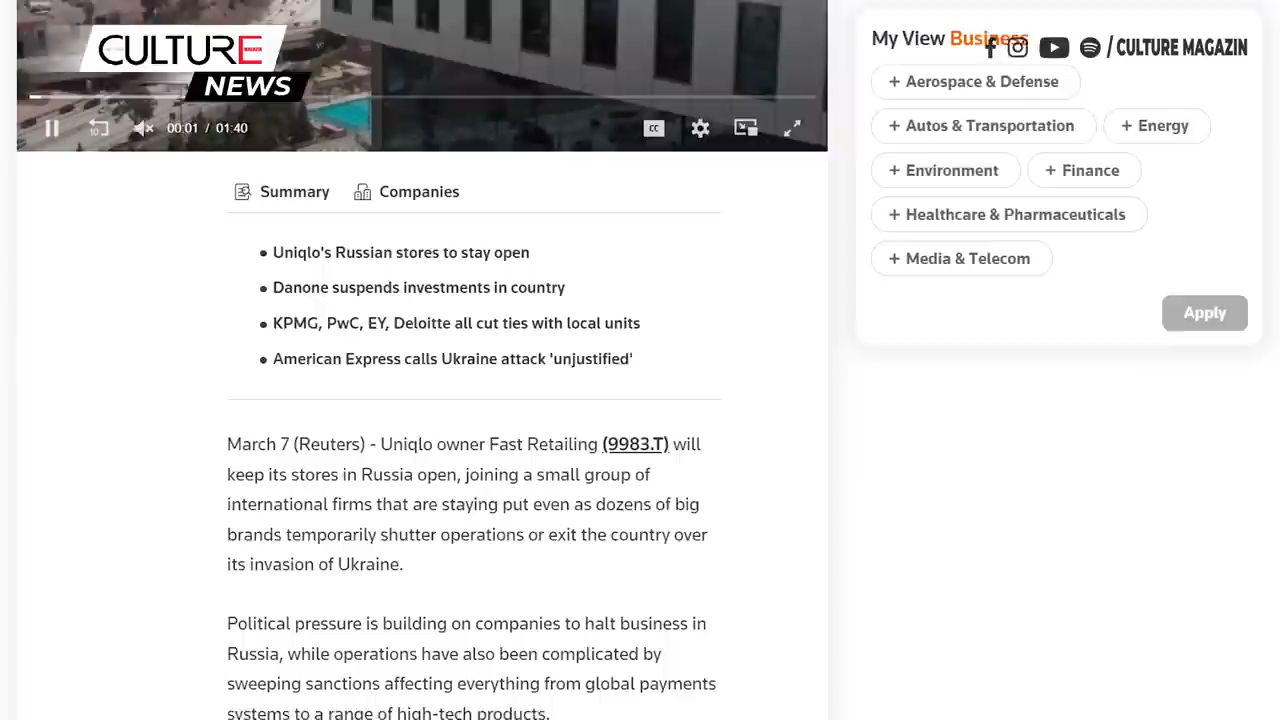 CULTURE
MAGAZIN
NEWS
10
00:01 / 01:40
CC
My View Business
/ CULTURE MAGAZIN
+ Aerospace & Defense
+ Autos & Transportation
+ Energy
+ Environment
+ Finance
+ Healthcare & Pharmaceuticals
+ Media & Telecom
Apply
Summary
Companies
• Uniqlo's Russian stores to stay open
• Danone suspends investments in country
• KPMG, PwC, EY, Deloitte all cut ties with local units
• American Express calls Ukraine attack 'unjustified'
March 7 (Reuters) - Uniqlo owner Fast Retailing (9983.T) will
keep its stores in Russia open, joining a small group of
international firms that are staying put even as dozens of big
brands temporarily shutter operations or exit the country over
its invasion of Ukraine.
Political pressure is building on companies to halt business in
Russia, while operations have also been complicated by
sweeping sanctions affecting everything from global payments
systems to a range of high-tech products.